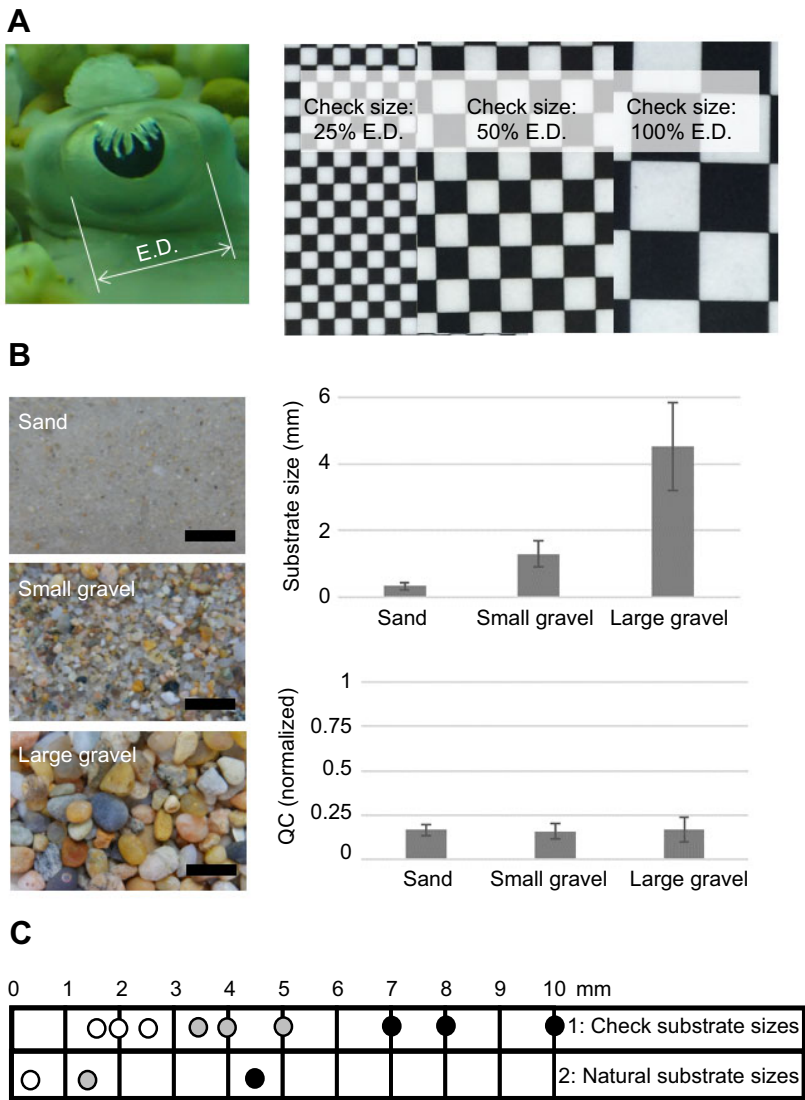 A
E.D.
Check size:
25% E.D.
Check size:
50% E.D.
Check size:
100% E.D.
B
Sand
Small gravel
Large gravel
Substrate size (mm)
6
4
2
0
Sand Small gravel Large gravel
QC (normalized)
1
0.75
0.5
0.25
0
Sand Small gravel Large gravel
C
0 1 2 3 4 5 6 7 8 9 10 mm
1: Check substrate sizes
2: Natural substrate sizes